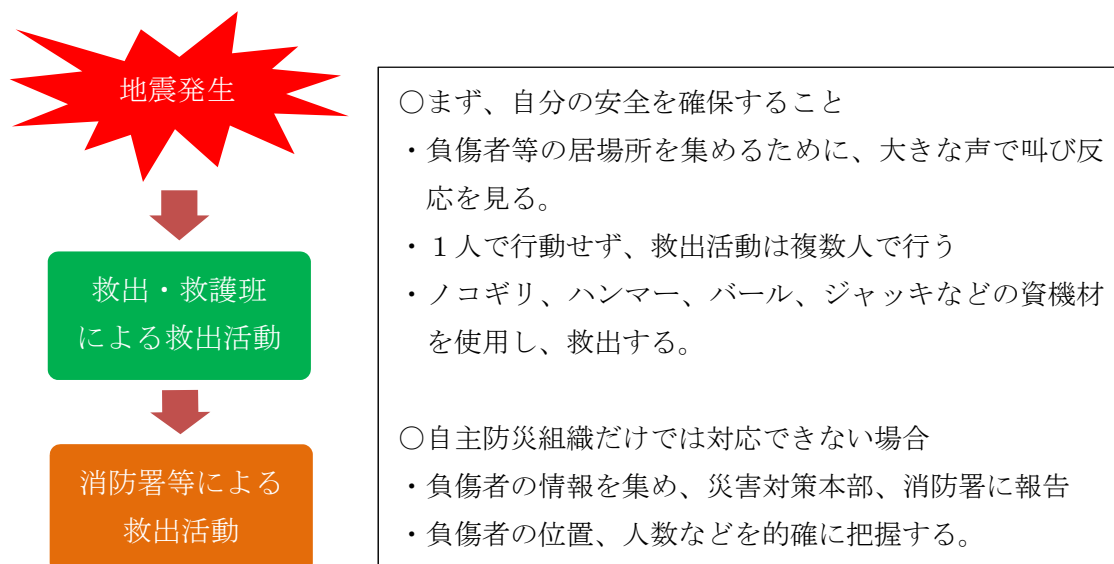 地震発生
救出・救護班
による救出活動
消防署等による
救出活動
〇まず、自分の安全を確保すること
・負傷者等の居場所を集めるために、大きな声で叫び反
応を見る。
・１人で行動せず、救出活動は複数人で行う
・ノコギリ、ハンマー、バール、ジャッキなどの資機材
を使用し、救出する。
〇自主防災組織だけでは対応できない場合
・負傷者の情報を集め、災害対策本部、消防署に報告
・負傷者の位置、人数などを的確に把握する。